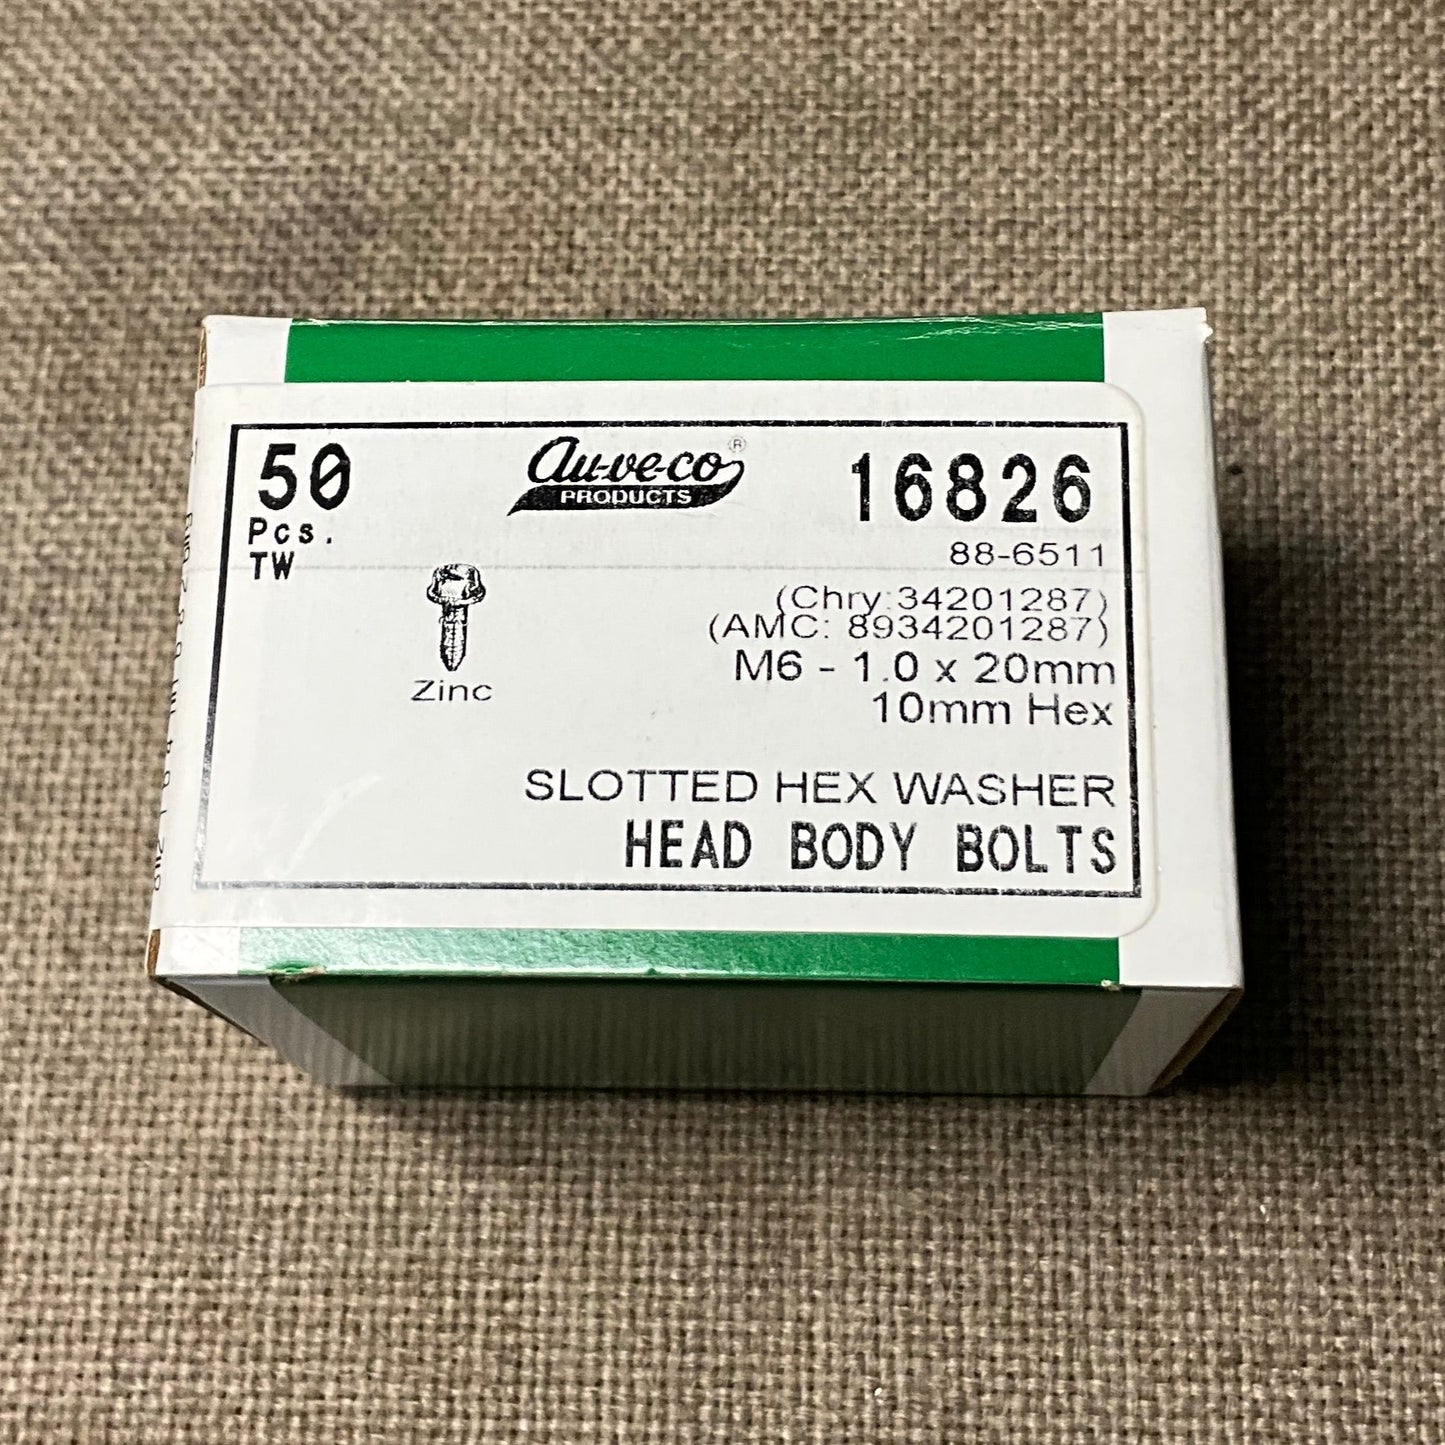 50
Pcs.
TW
Au-ve-co®
PRODUCTS
16826
88-6511
(Chry:34201287)
(AMC: 8934201287)
M6 - 1.0 x 20mm
10mm Hex
Zinc
SLOTTED HEX WASHER
HEAD BODY BOLTS